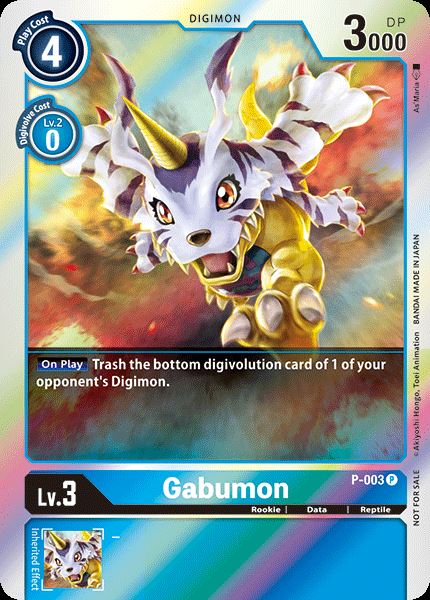 DIGIMON
Play Cost
4
DP
3000
Digivolve Cost
Lv.2
0
As'Maria
On Play Trash the bottom digivolution card of 1 of your
opponent's Digimon.
© Akiyoshi Hongo, Toei Animation BANDAI MADE IN JAPAN
NOT FOR SALE
P-003 P
Lv.3
Gabumon
Rookie | Data | Reptile
Inherited Effect
-